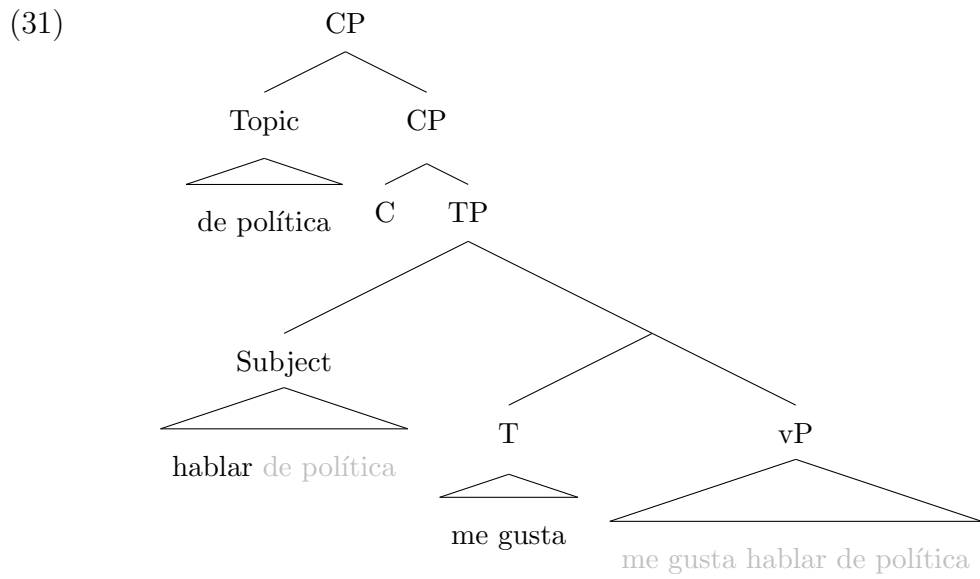 (31) CP
Topic CP
de política C TP
Subject
hablar de política T vP
me gusta
me gusta hablar de política